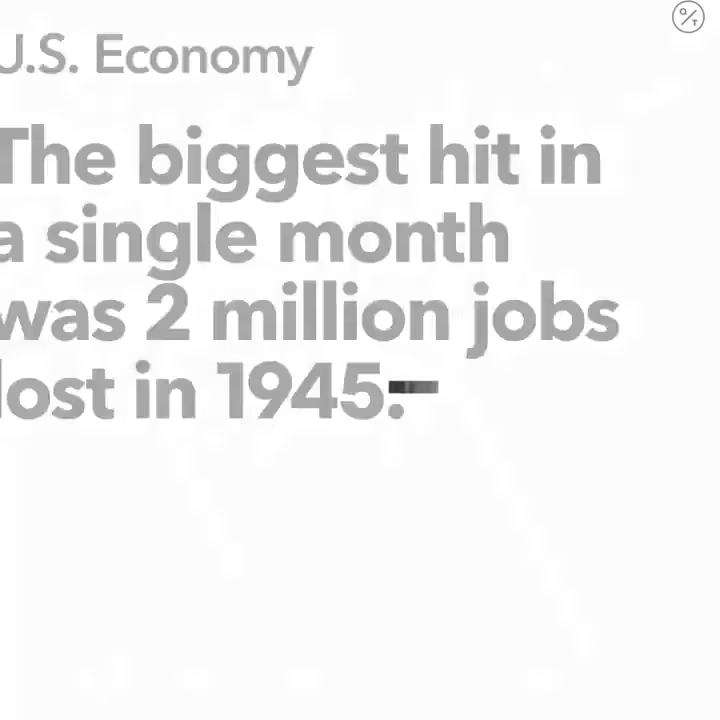 U.S. Economy
The biggest hit in
a single month
was 2 million jobs
lost in 1945.